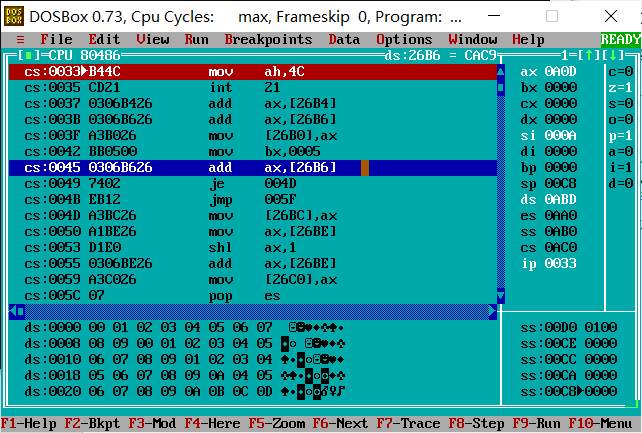 DOSBox 0.73, Cpu Cycles: max, Frameskip 0, Program: ...
≡ File Edit View Run Breakpoints Data Options Window Help READY
[■]=CPU 80486 ds:26B6 = CAC9 1=[↑][↓]
cs:0033▶B44C mov ah,4C ax 0A0D c=0
cs:0035 CD21 int 21 bx 0000 z=1
cs:0037 0306B426 add ax,[26B4] cx 0000 s=0
cs:003B 0306B626 add ax,[26B6] dx 0000 o=0
cs:003F A3B026 mov [26B0],ax si 000A p=1
cs:0042 BB0500 mov bx,0005 di 0000 a=0
cs:0045 0306B626 add ax,[26B6] bp 0000 i=1
cs:0049 7402 je 004D sp 00C8 d=0
cs:004B EB12 jmp 005F ds 0ABD
cs:004D A3BC26 mov [26BC],ax es 0AA0
cs:0050 A1BE26 mov ax,[26BE] ss 0AB0
cs:0053 D1E0 shl ax,1 cs 0AC0
cs:0055 0306BE26 add ax,[26BE] ip 0033
cs:0059 A3C026 mov [26C0],ax
cs:005C 07 pop es
ds:0000 00 01 02 03 04 05 06 07 ☺☻♥♦♣♠• ss:00D0 0100
ds:0008 08 09 00 01 02 03 04 05 ◘○ ☺☻♥♦♣ ss:00CE 0000
ds:0010 06 07 08 09 01 02 03 04 ♠•◘○☺☻♥♦ ss:00CC 0000
ds:0018 05 06 07 08 09 0A 04 05 ♣♠•◘○◙♦♣ ss:00CA 0000
ds:0020 06 07 08 09 0A 0B 0C 0D ♠•◘○◙♂♀♪ ss:00C8▶0000
F1-Help F2-Bkpt F3-Mod F4-Here F5-Zoom F6-Next F7-Trace F8-Step F9-Run F10-Menu